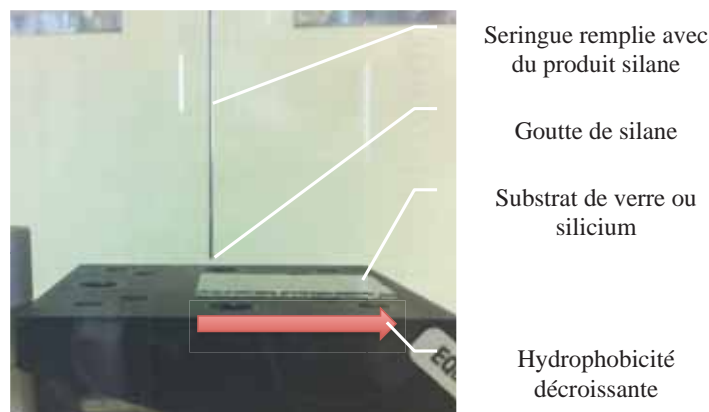 Seringue remplie avec
du produit silane
Goutte de silane
Substrat de verre ou
silicium
Hydrophobicité
décroissante